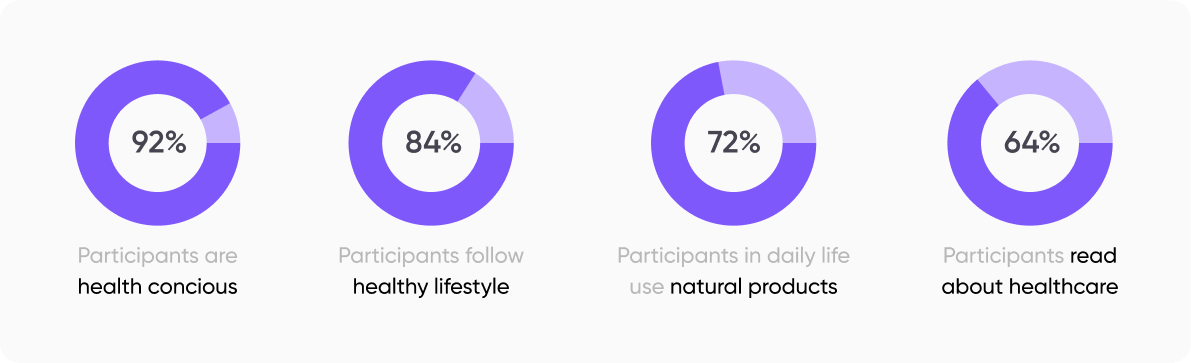 92%
84%
72%
64%
Participants are
health concious
Participants follow
healthy lifestyle
Participants in daily life
use natural products
Participants read
about healthcare